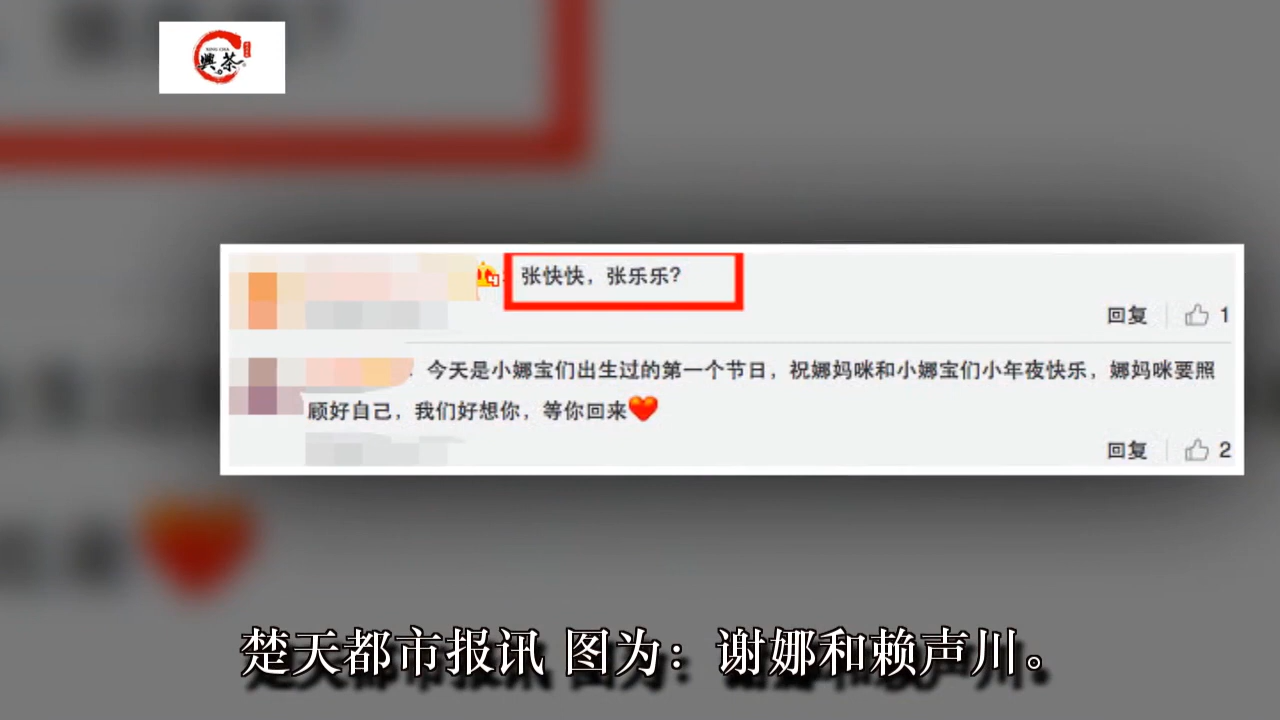 興茶
张快快，张乐乐？
回复 1
今天是小娜宝们出生过的第一个节日，祝娜妈咪和小娜宝们小年夜快乐，娜妈咪要照
顾好自己，我们好想你，等你回来❤️
回复 2
楚天都市报讯 图为：谢娜和赖声川。